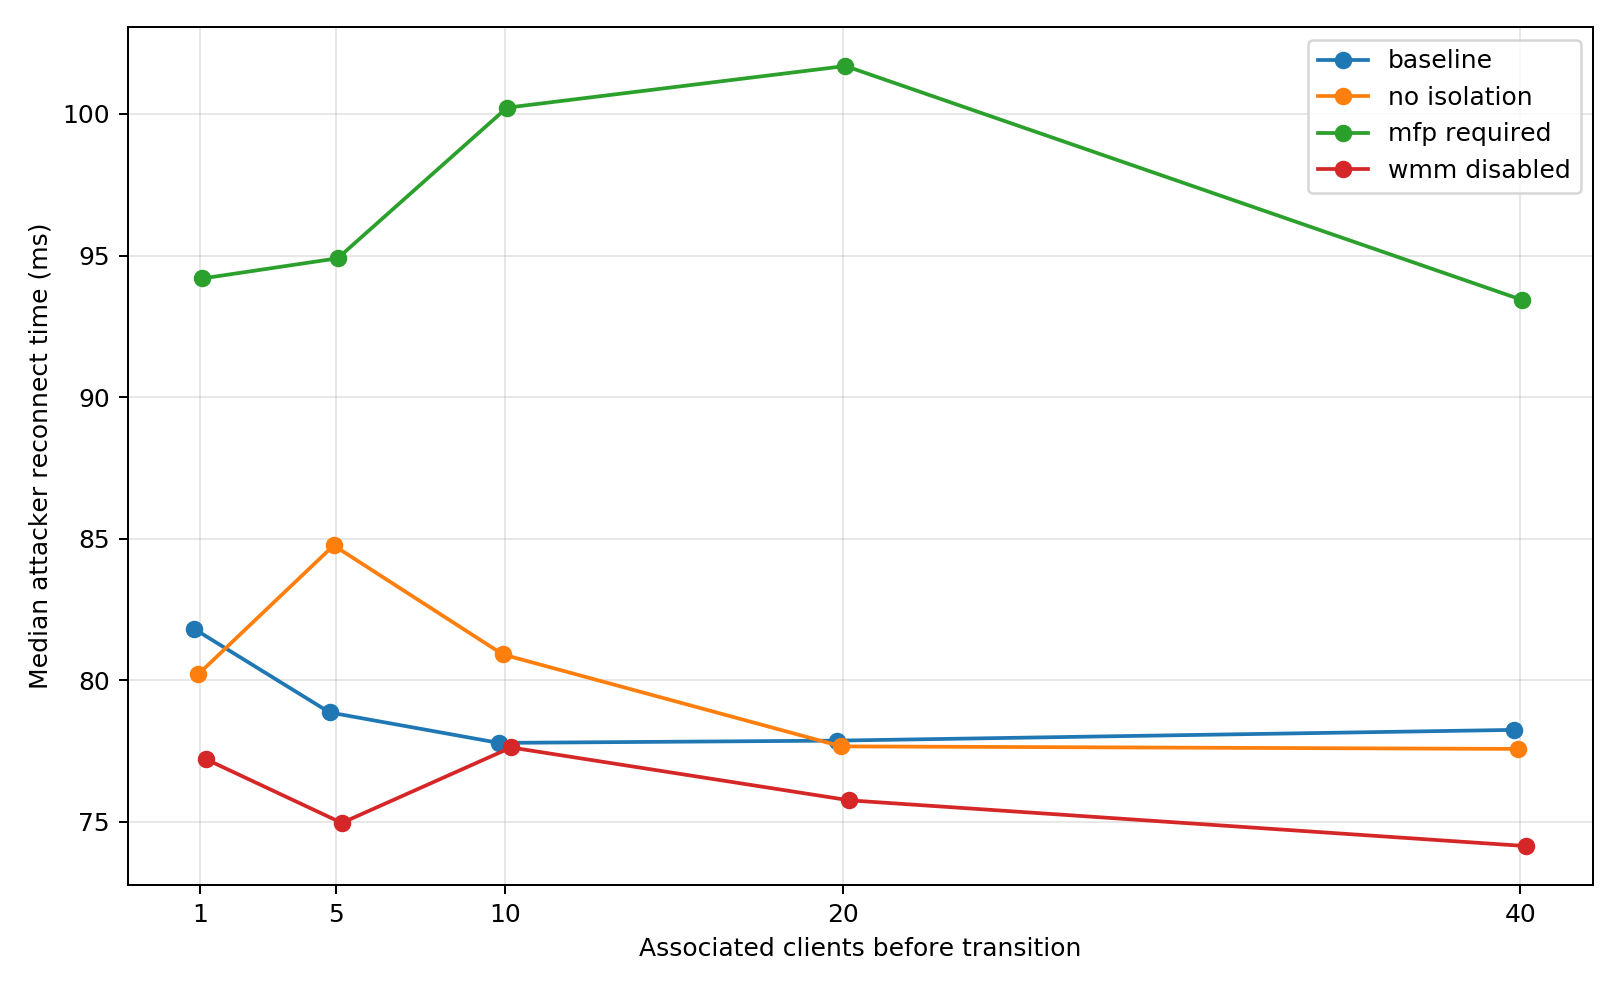 baseline
no isolation
mfp required
wmm disabled
Median attacker reconnect time (ms)
100
95
90
85
80
75
1 5 10 20 40
Associated clients before transition